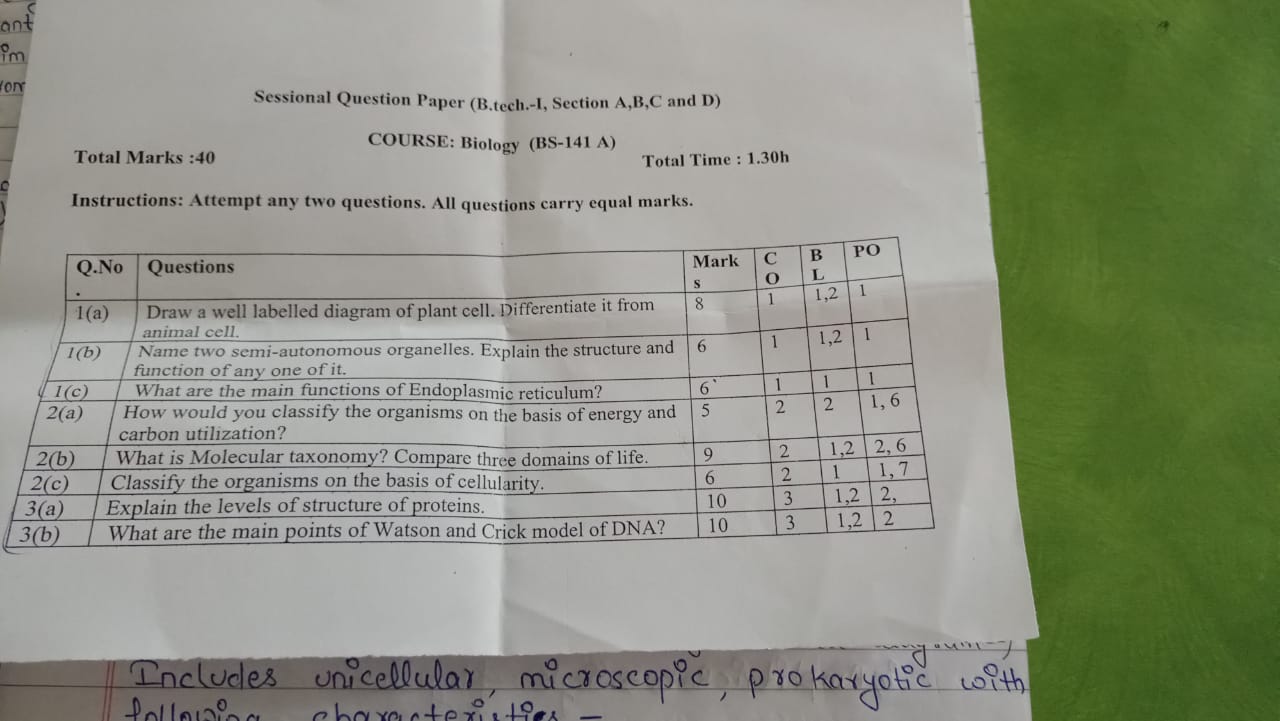 ant
im
Sessional Question Paper (B.tech.-I, Section A,B,C and D)
COURSE: Biology (BS-141 A)
Total Marks :40
Total Time : 1.30h
Instructions: Attempt any two questions. All questions carry equal marks.
Q.No. Questions Marks CO BL PO
1(a) Draw a well labelled diagram of plant cell. Differentiate it from 8 1 1,2 1
animal cell.
1(b) Name two semi-autonomous organelles. Explain the structure and 6 1 1,2 1
function of any one of it.
1(c) What are the main functions of Endoplasmic reticulum? 6 1 1 1
2(a) How would you classify the organisms on the basis of energy and 5 2 2 1, 6
carbon utilization?
2(b) What is Molecular taxonomy? Compare three domains of life. 9 2 1,2 2, 6
2(c) Classify the organisms on the basis of cellularity. 6 2 1 1, 7
3(a) Explain the levels of structure of proteins. 10 3 1,2 2,
3(b) What are the main points of Watson and Crick model of DNA? 10 3 1,2 2
Includes unicellular, microscopic, prokaryotic with
following characteristics -